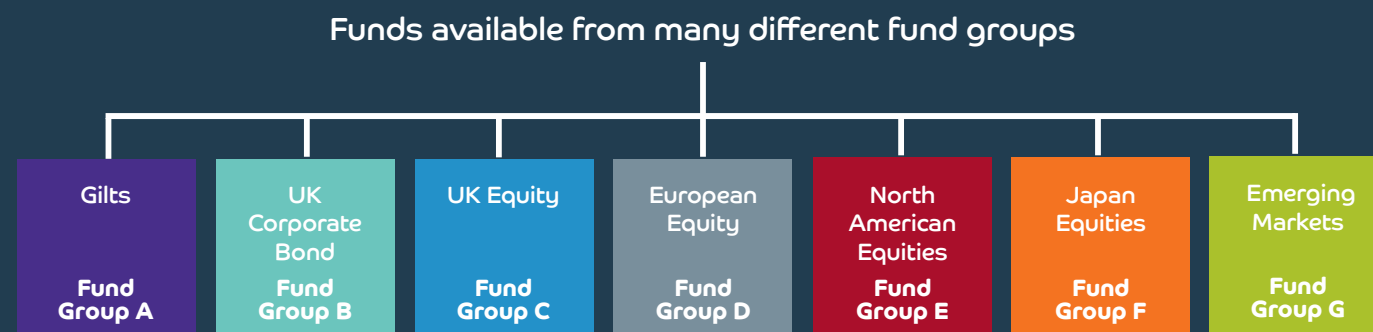 Funds available from many different fund groups
Gilts
Fund
Group A
UK
Corporate
Bond
Fund
Group B
UK Equity
Fund
Group C
European
Equity
Fund
Group D
North
American
Equities
Fund
Group E
Japan
Equities
Fund
Group F
Emerging
Markets
Fund
Group G